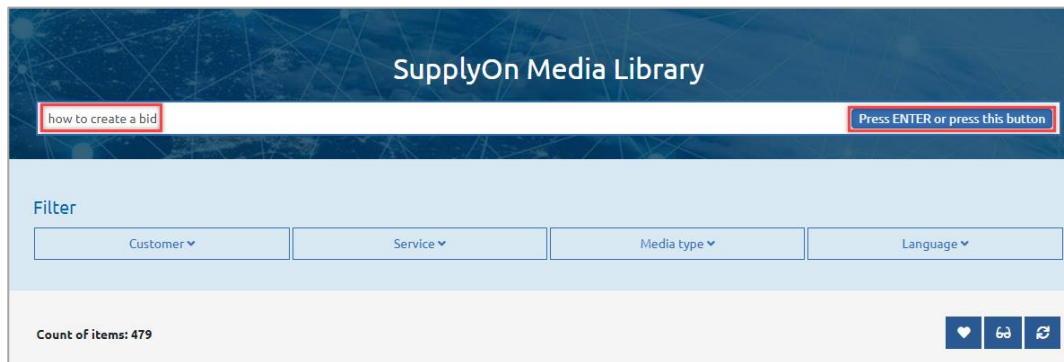 SupplyOn Media Library
how to create a bid
Press ENTER or press this button
Filter
Customer
Service
Media type
Language
Count of items: 479